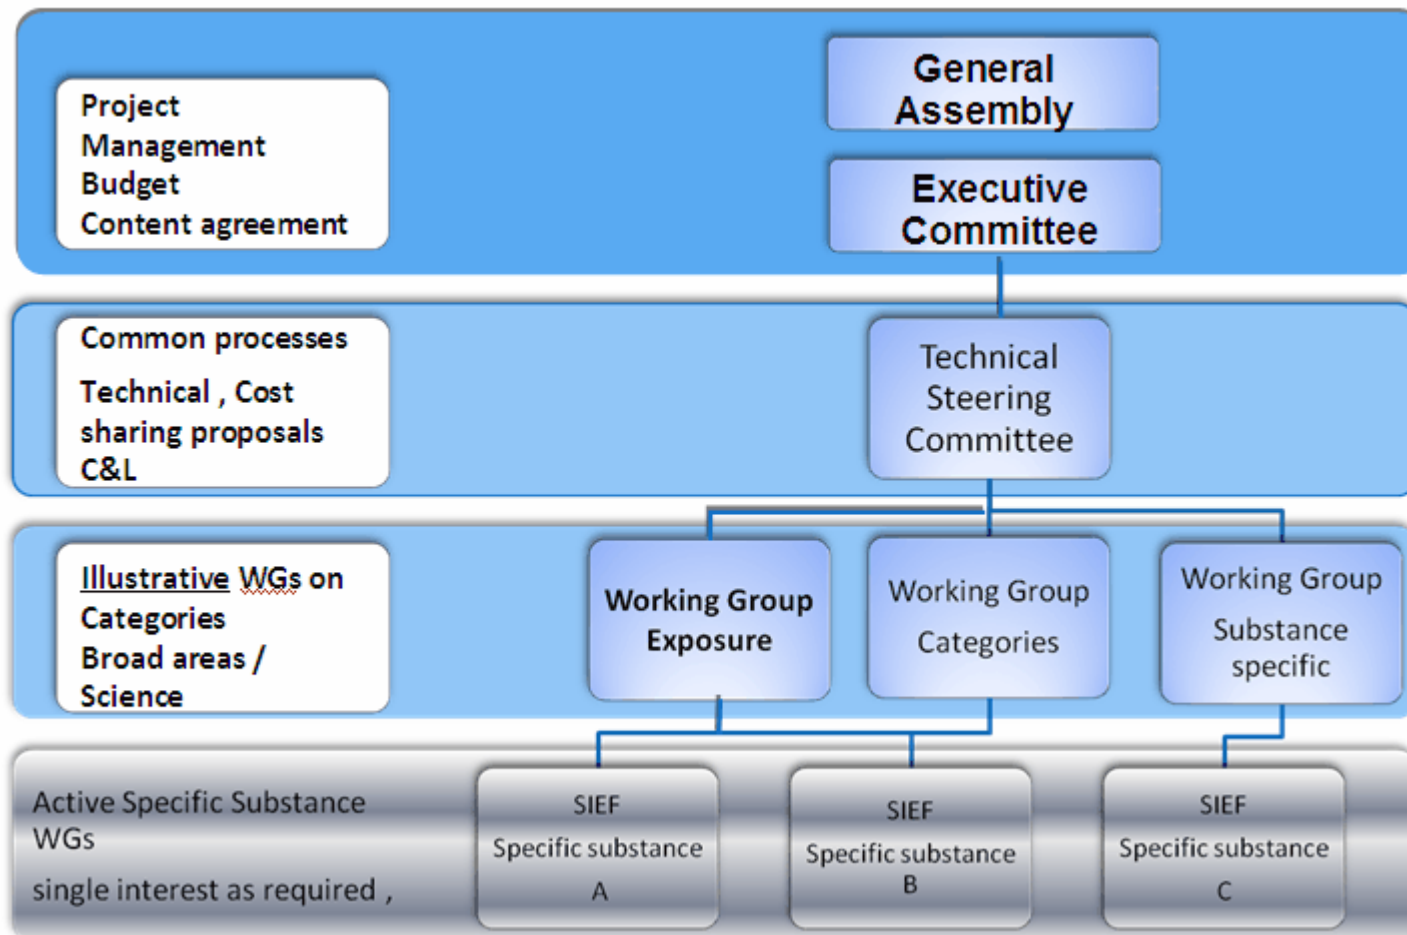 Project
Management
Budget
Content agreement
General
Assembly
Executive
Committee
Common processes
Technical , Cost
sharing proposals
C&L
Technical
Steering
Committee
Illustrative WGs on
Categories
Broad areas /
Science
Working Group
Exposure
Working Group
Categories
Working Group
Substance
specific
Active Specific Substance
WGs
single interest as required ,
SIEF
Specific substance
A
SIEF
Specific substance
B
SIEF
Specific substance
C